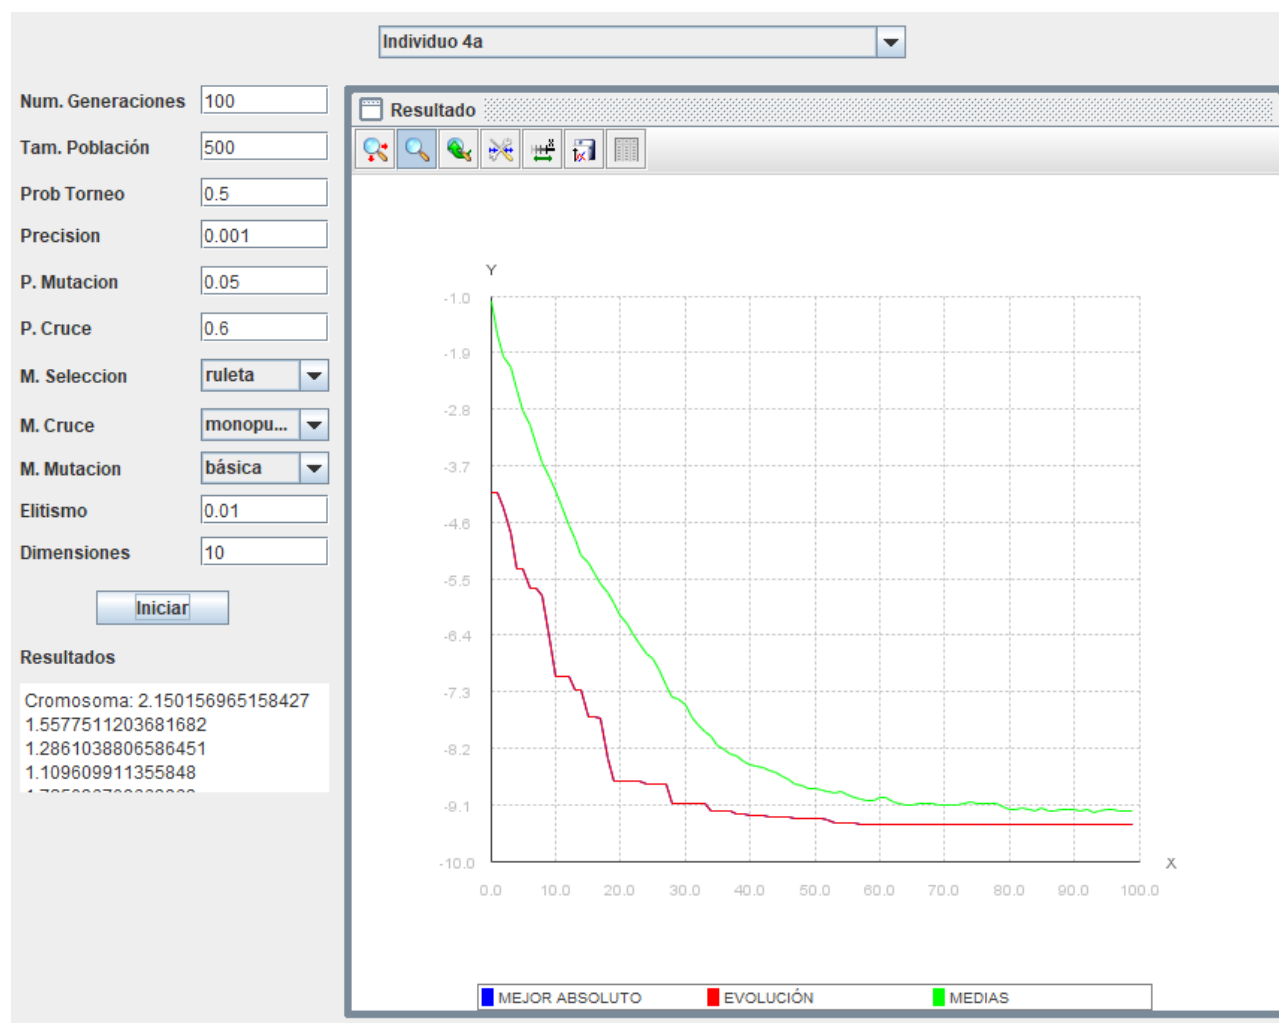 Individuo 4a
Num. Generaciones 100
Tam. Población 500
Prob Torneo 0.5
Precision 0.001
P. Mutacion 0.05
P. Cruce 0.6
M. Seleccion ruleta
M. Cruce monopu...
M. Mutacion básica
Elitismo 0.01
Dimensiones 10
Iniciar
Resultados
Cromosoma: 2.150156965158427
1.5577511203681682
1.2861038806586451
1.109609911355848
Resultado
Y
-1.0
-1.9
-2.8
-3.7
-4.6
-5.5
-6.4
-7.3
-8.2
-9.1
-10.0
X
0.0 10.0 20.0 30.0 40.0 50.0 60.0 70.0 80.0 90.0 100.0
MEJOR ABSOLUTO EVOLUCIÓN MEDIAS